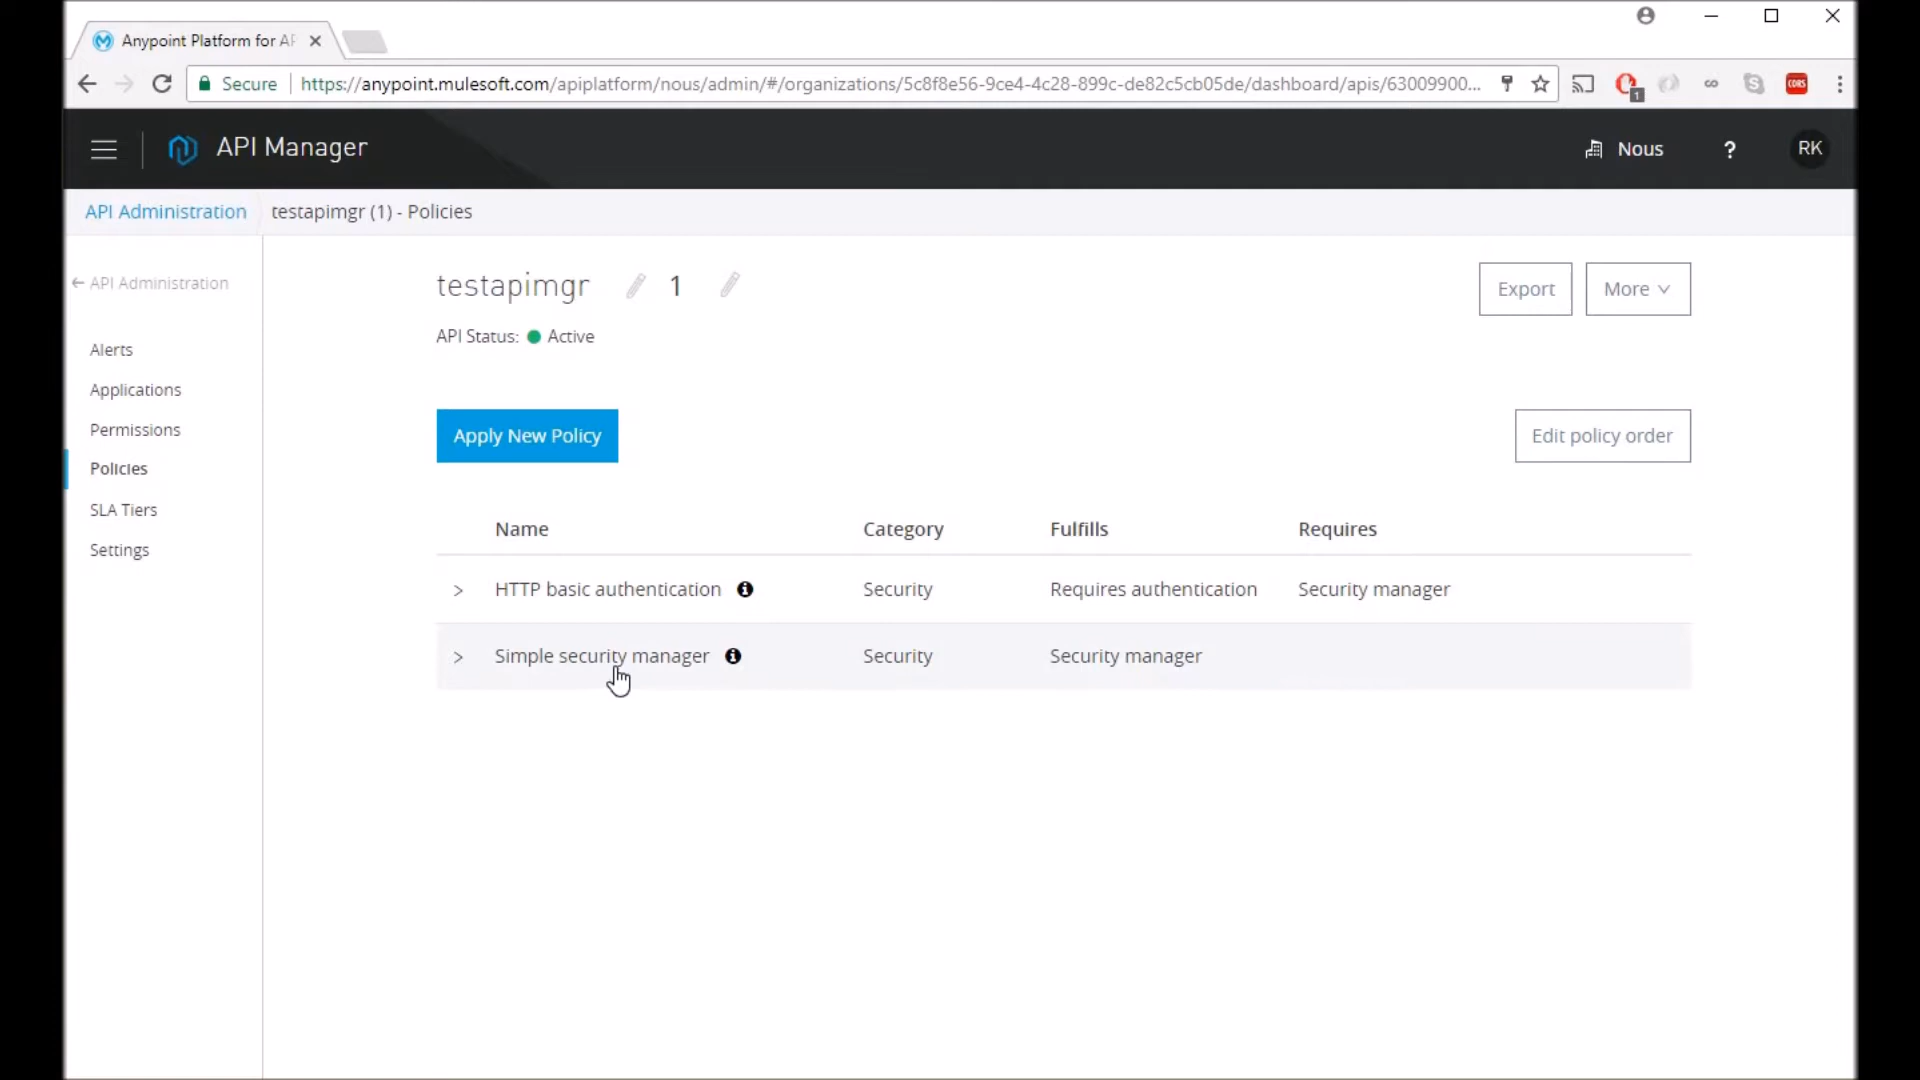 Anypoint Platform for AP
Secure https://anypoint.mulesoft.com/apiplatform/nous/admin/#/organizations/5c8f8e56-9ce4-4c28-899c-de82c5cb05de/dashboard/apis/63009900... 1 CORS
API Manager Nous ? RK
API Administration testapimgr (1) - Policies
API Administration
Alerts
Applications
Permissions
Policies
SLA Tiers
Settings
testapimgr 1
Export More
API Status: Active
Apply New Policy Edit policy order
Name Category Fulfills Requires
HTTP basic authentication Security Requires authentication Security manager
Simple security manager Security Security manager